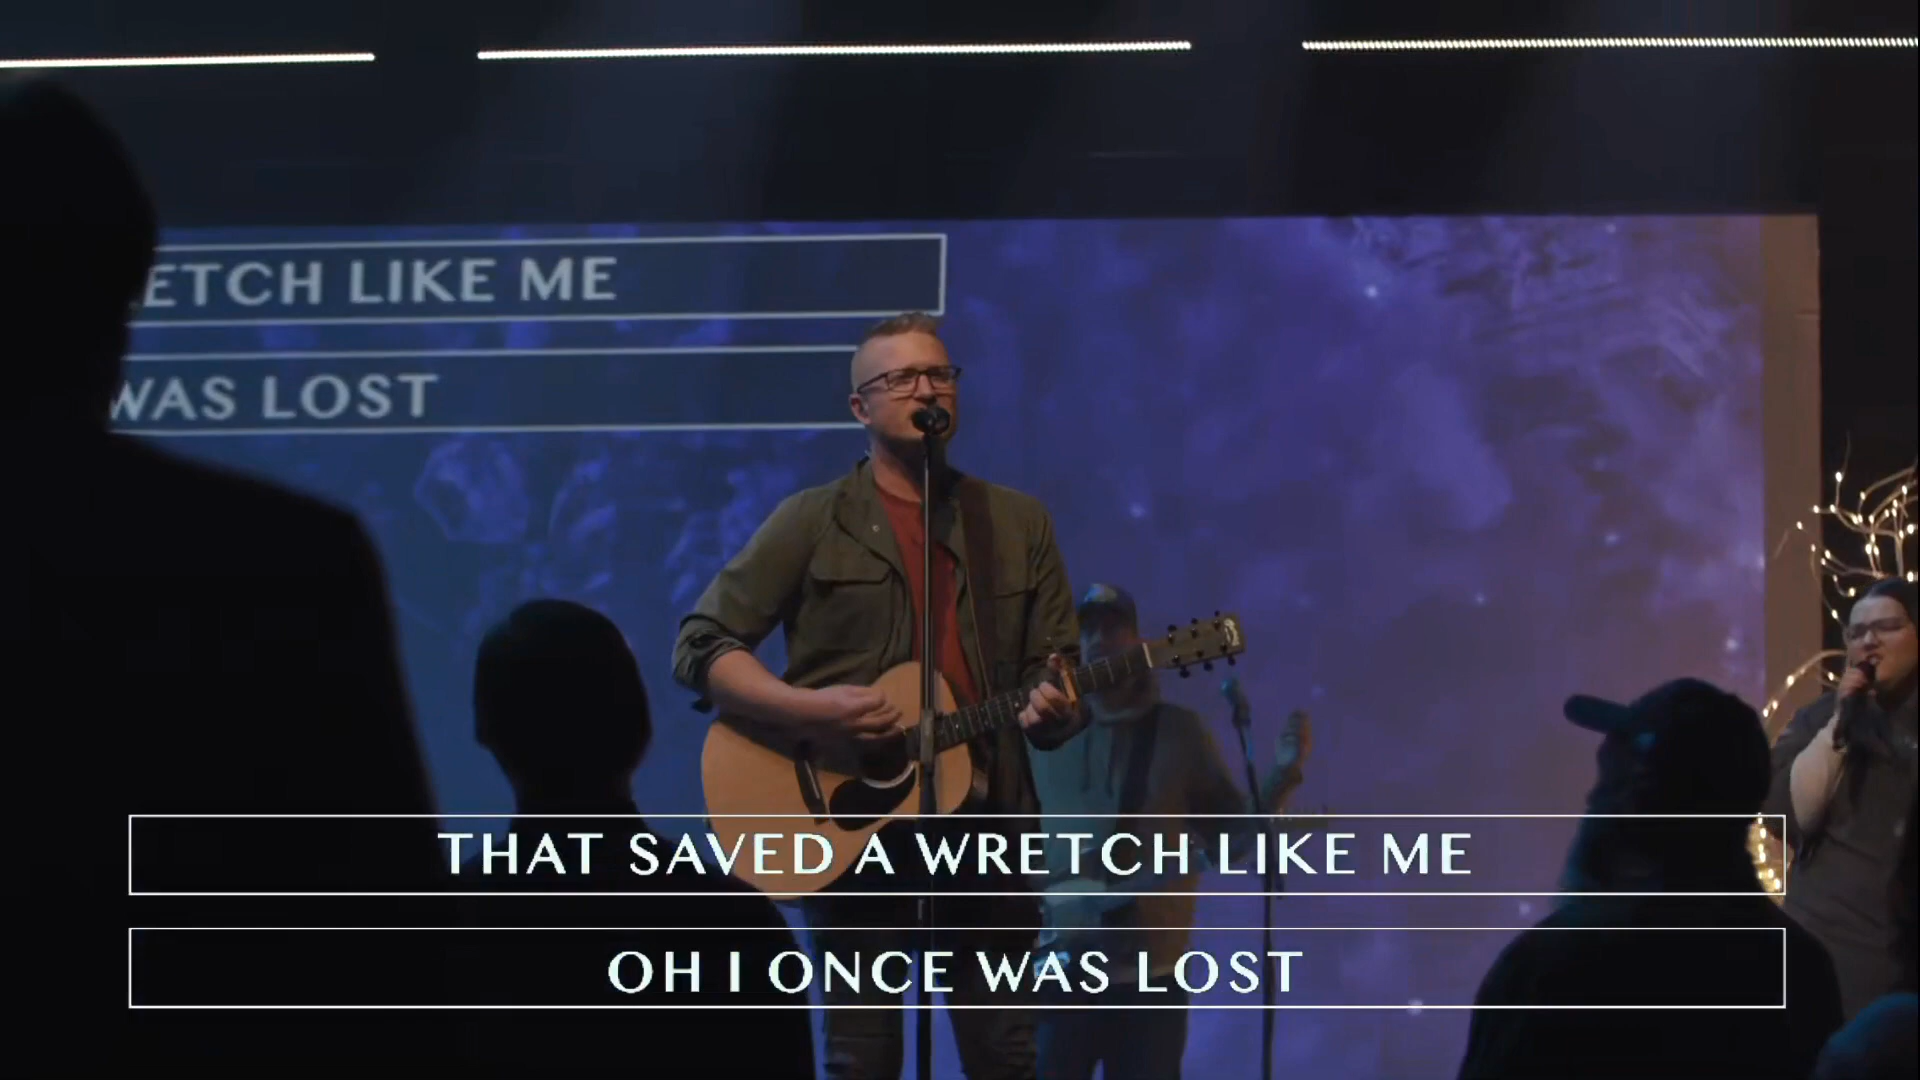 ETCH LIKE ME
WAS LOST
THAT SAVED A WRETCH LIKE ME
OH I ONCE WAS LOST